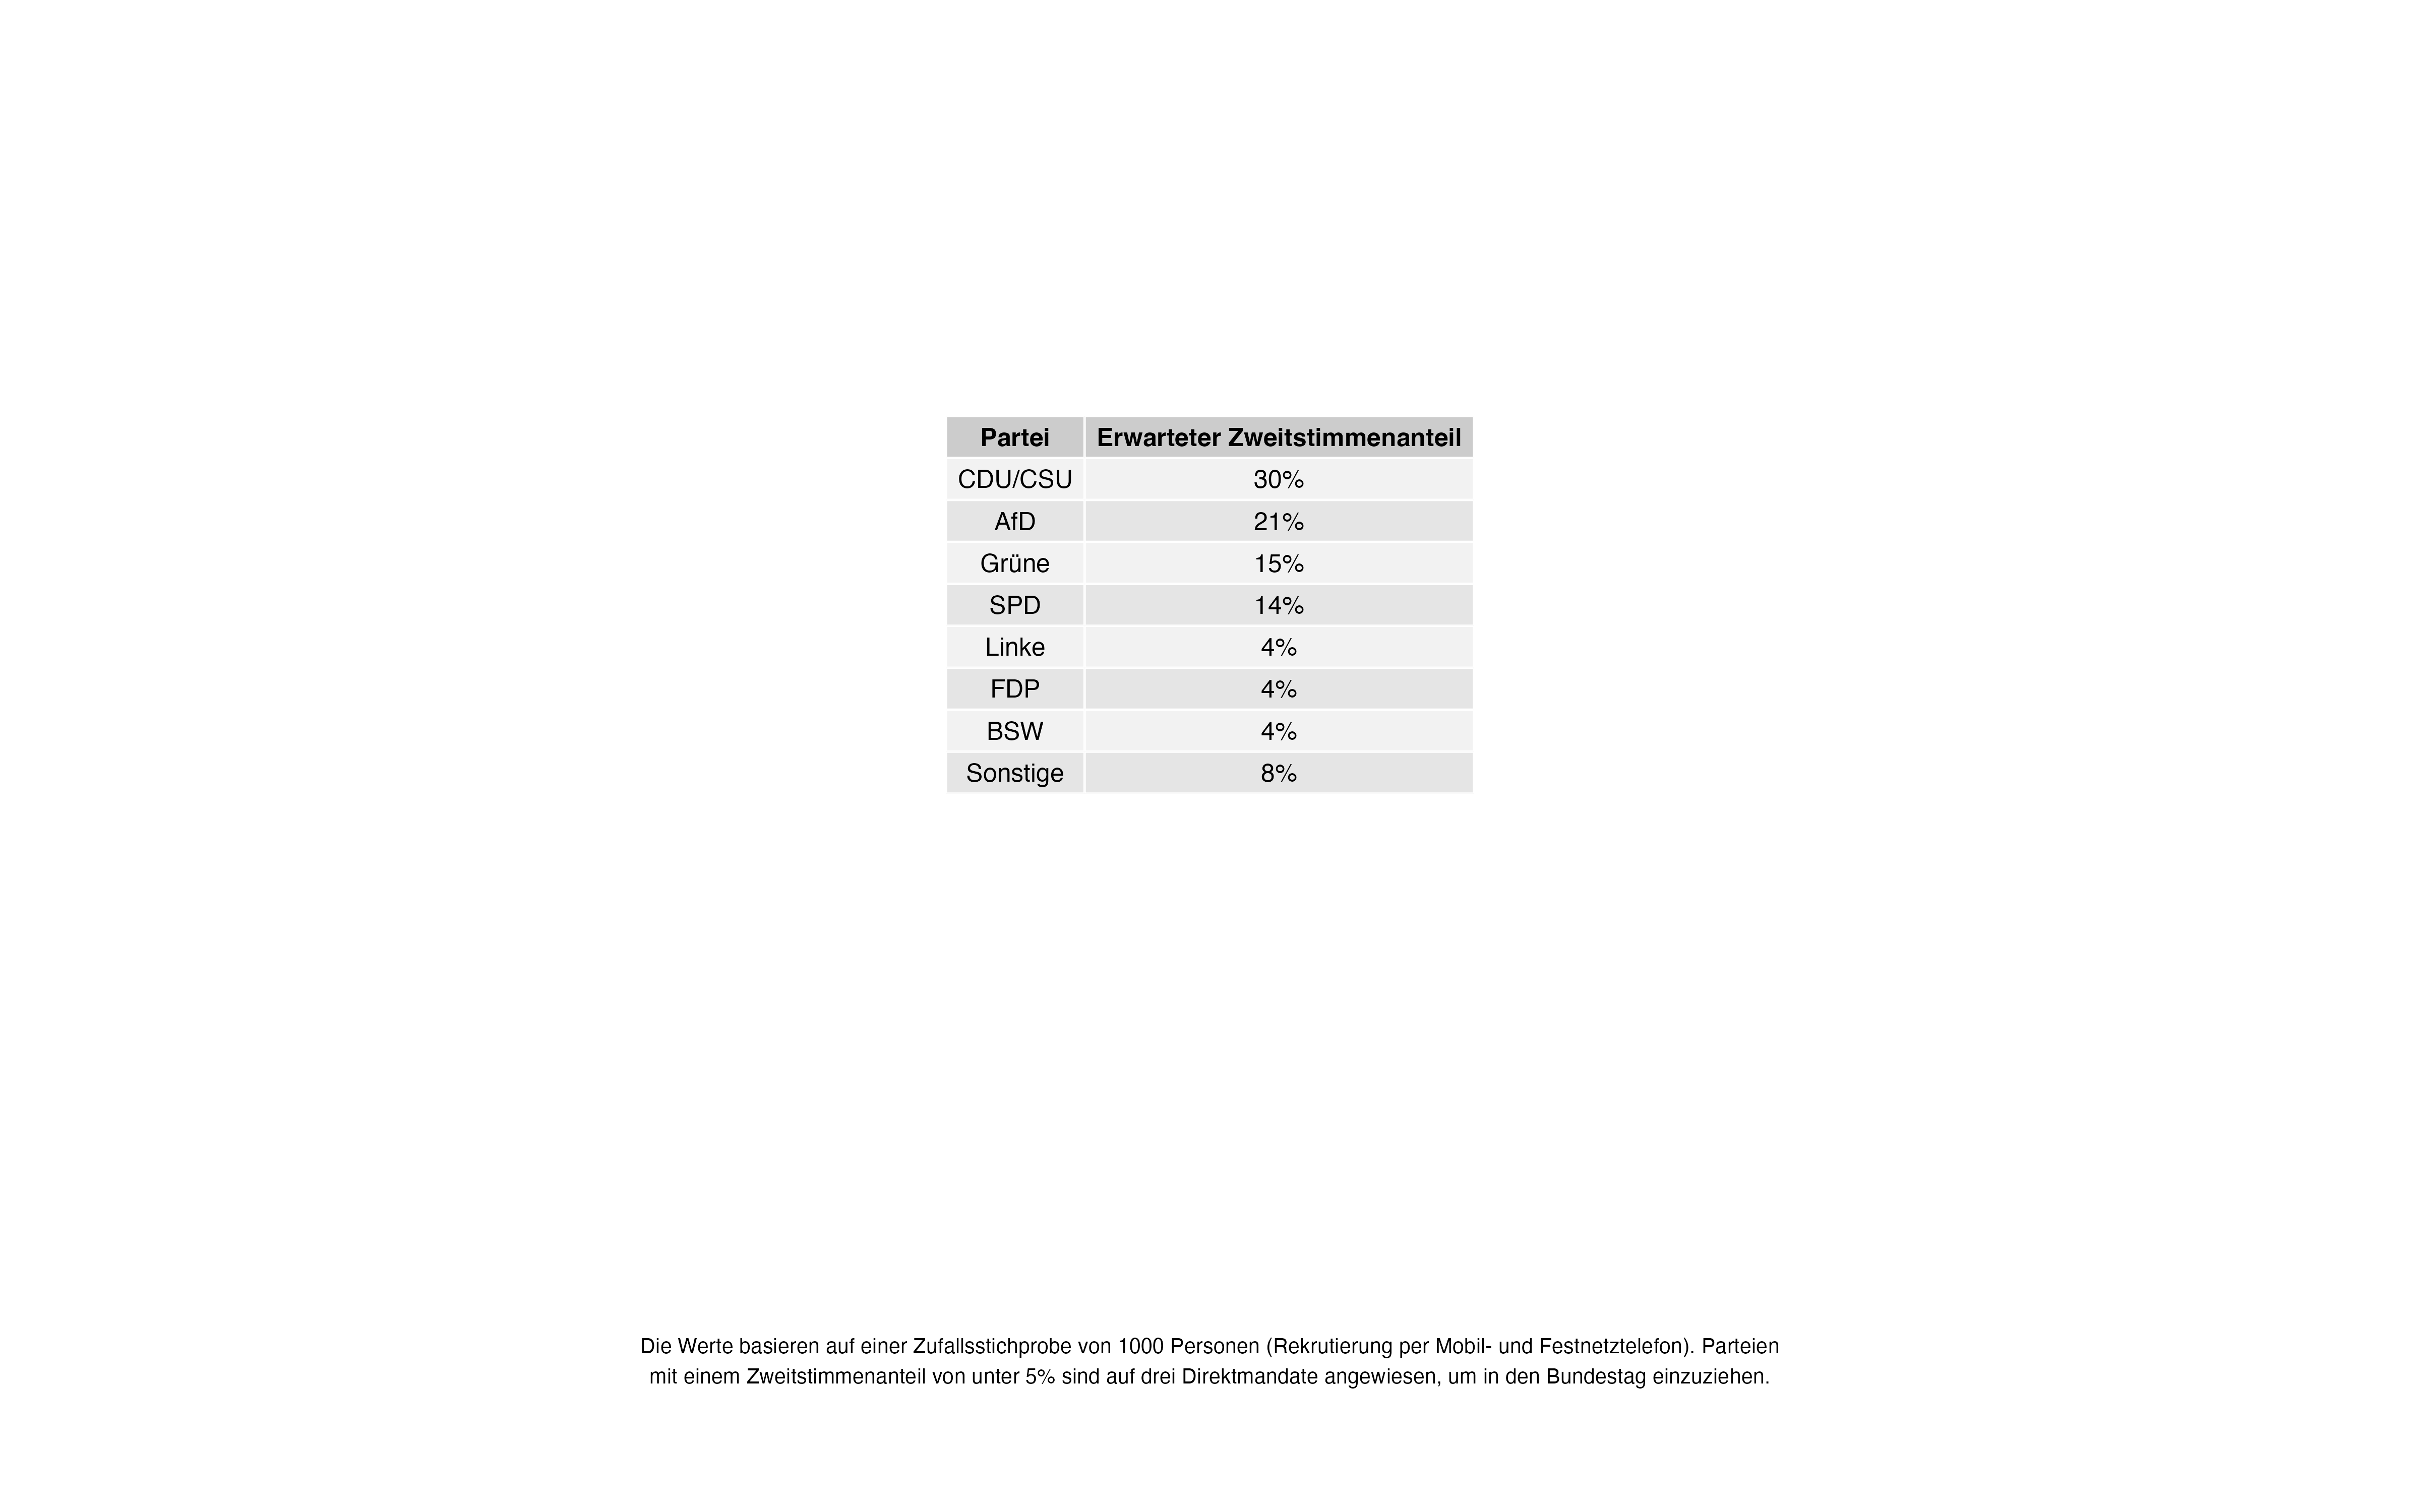 Partei Erwarteter Zweitstimmenanteil
CDU/CSU 30%
AfD 21%
Grüne 15%
SPD 14%
Linke 4%
FDP 4%
BSW 4%
Sonstige 8%
Die Werte basieren auf einer Zufallsstichprobe von 1000 Personen (Rekrutierung per Mobil- und Festnetztelefon). Parteien
mit einem Zweitstimmenanteil von unter 5% sind auf drei Direktmandate angewiesen, um in den Bundestag einzuziehen.